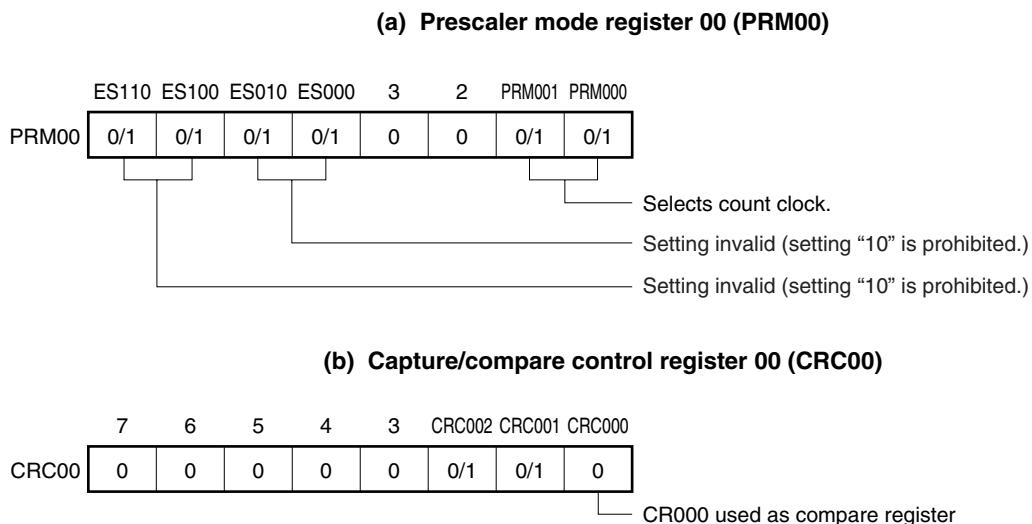 (a) Prescaler mode register 00 (PRM00)
ES110 ES100 ES010 ES000 3 2 PRM001 PRM000
PRM00 0/1 0/1 0/1 0/1 0 0 0/1 0/1
Selects count clock.
Setting invalid (setting “10” is prohibited.)
Setting invalid (setting “10” is prohibited.)
(b) Capture/compare control register 00 (CRC00)
7 6 5 4 3 CRC002 CRC001 CRC000
CRC00 0 0 0 0 0 0/1 0/1 0
CR000 used as compare register